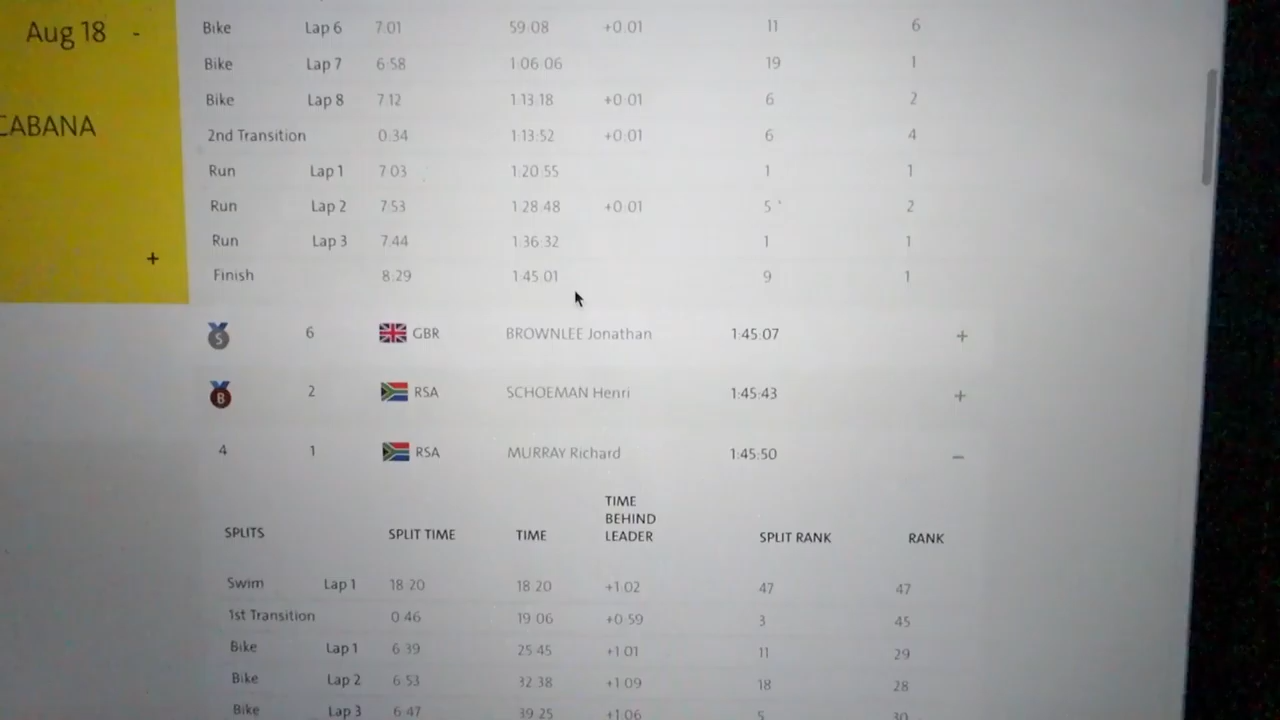 Aug 18 -
CABANA
+
Bike Lap 6 7:01 59:08 +0:01 11 6
Bike Lap 7 6:58 1:06:06 19 1
Bike Lap 8 7:12 1:13:18 +0:01 6 2
2nd Transition 0:34 1:13:52 +0:01 6 4
Run Lap 1 7:03 1:20:55 1 1
Run Lap 2 7:53 1:28:48 +0:01 5 2
Run Lap 3 7:44 1:36:32 1 1
Finish 8:29 1:45:01 9 1
S 6 GBR BROWNLEE Jonathan 1:45:07 +
B 2 RSA SCHOEMAN Henri 1:45:43 +
4 1 RSA MURRAY Richard 1:45:50 –
SPLITS SPLIT TIME TIME TIME BEHIND LEADER SPLIT RANK RANK
Swim Lap 1 18:20 18:20 +1:02 47 47
1st Transition 0:46 19:06 +0:59 3 45
Bike Lap 1 6:39 25:45 +1:01 11 29
Bike Lap 2 6:53 32:38 +1:09 18 28
Bike Lap 3 6:47 39:25 +1:06 5 30